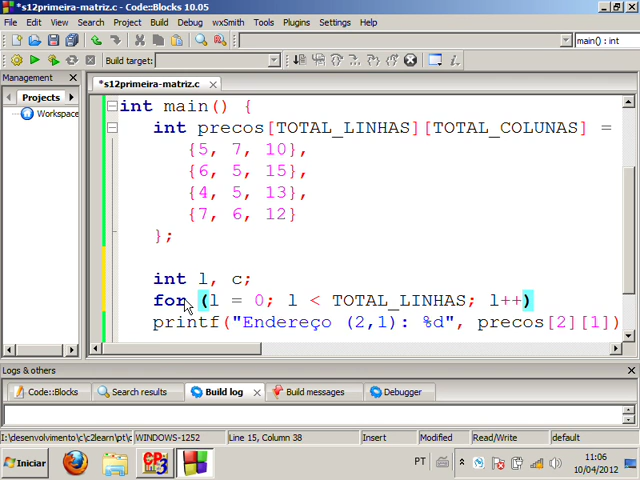 *s12primeira-matriz.c - Code::Blocks 10.05
File Edit View Search Project Build Debug wxSmith Tools Plugins Settings Help
main() : int
Build target:
Management
*s12primeira-matriz.c
Projects
Workspace
int main() {
int precos[TOTAL_LINHAS][TOTAL_COLUNAS] =
{5, 7, 10},
{6, 5, 15},
{4, 5, 13},
{7, 6, 12}
};
int l, c;
for (l = 0; l < TOTAL_LINHAS; l++)
printf("Endereço (2,1): %d", precos[2][1])
Logs & others
Code::Blocks Search results Build log Build messages Debugger
I:\desenvolvimento\c\c2learn\pt\c WINDOWS-1252 Line 15, Column 38 Insert Modified Read/Write default
Iniciar PT 11:06
10/04/2012